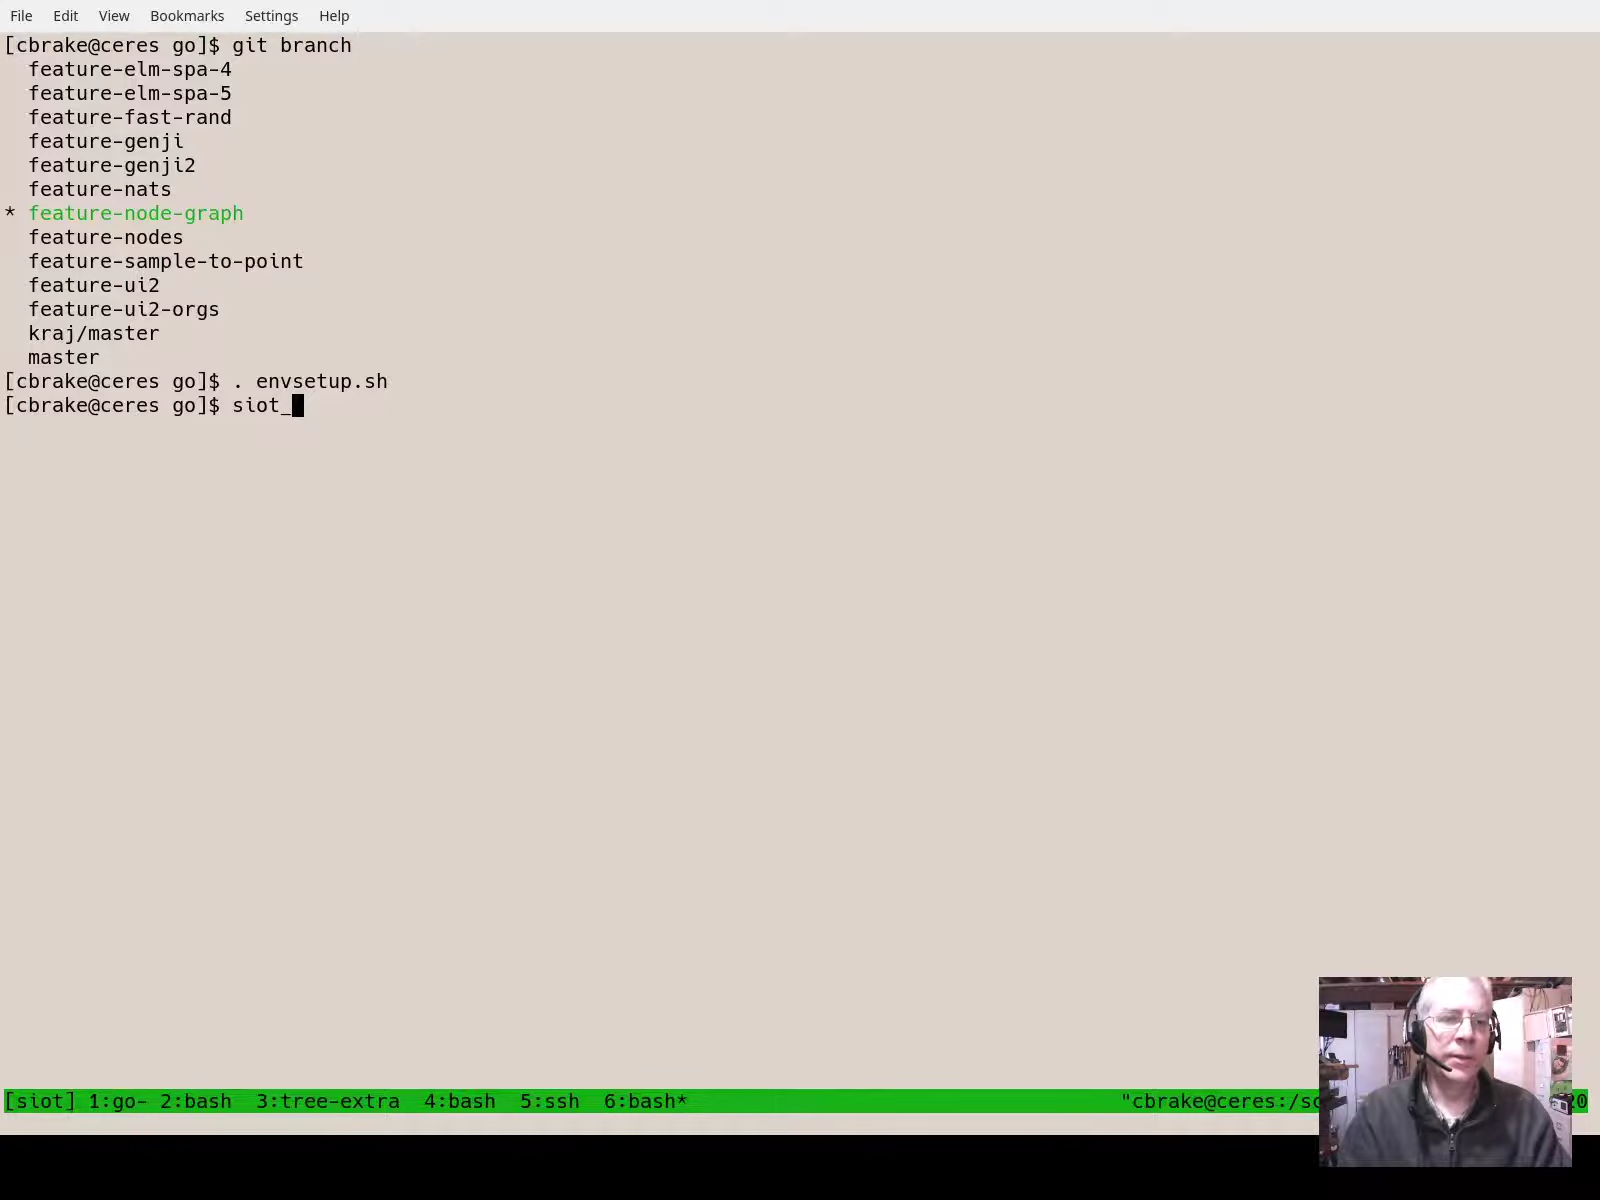 File Edit View Bookmarks Settings Help
[cbrake@ceres go]$ git branch
feature-elm-spa-4
feature-elm-spa-5
feature-fast-rand
feature-genji
feature-genji2
feature-nats
* feature-node-graph
feature-nodes
feature-sample-to-point
feature-ui2
feature-ui2-orgs
kraj/master
master
[cbrake@ceres go]$ . envsetup.sh
[cbrake@ceres go]$ siot_
[siot] 1:go- 2:bash 3:tree-extra 4:bash 5:ssh 6:bash* "cbrake@ceres:/sc